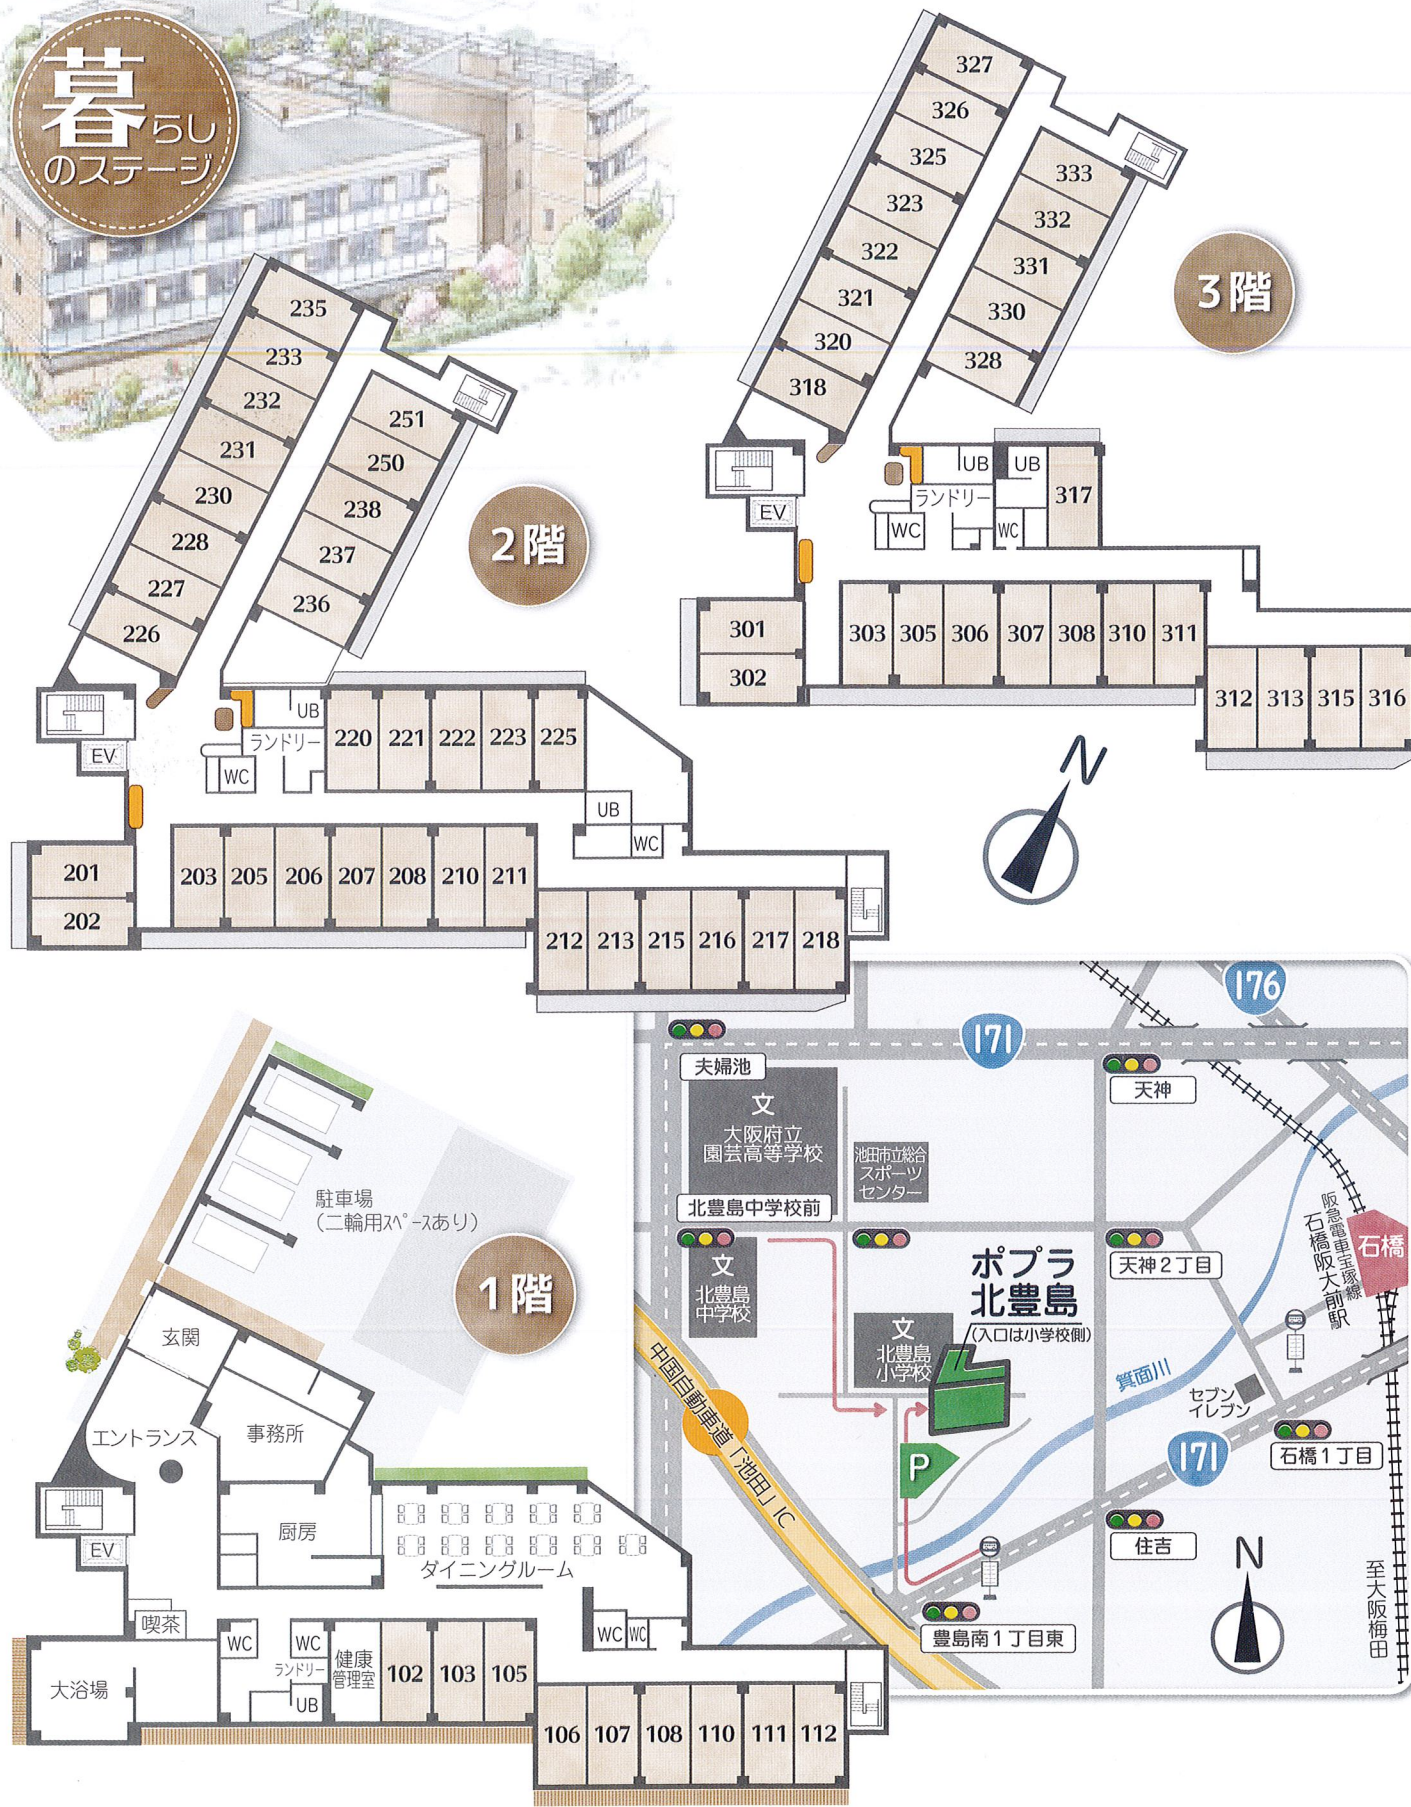 暮らし
のステージ
327
326
325
323
322
321
320
318
333
332
331
330
328
3階
UB
UB
317
ランドリー
EV
WC
WC
301
302
303
305
306
307
308
310
311
312
313
315
316
N
235
233
232
231
230
228
227
226
251
250
238
237
236
2階
UB
ランドリー
220
221
222
223
225
EV
WC
UB
WC
201
202
203
205
206
207
208
210
211
212
213
215
216
217
218
駐車場
(二輪用スペースあり)
1階
玄関
エントランス
事務所
厨房
EV
ダイニングルーム
喫茶
WC
WC
WC
WC
大浴場
ランドリー
UB
健康
管理室
102
103
105
106
107
108
110
111
112
176
171
夫婦池
天神
文
大阪府立
園芸高等学校
池田市立総合
スポーツ
センター
北豊島中学校前
天神2丁目
文
北豊島
中学校
ポプラ
北豊島
(入口は小学校側)
文
北豊島
小学校
阪急電車宝塚線
石橋阪大前駅
石橋
箕面川
セブン
イレブン
中国自動車道「池田」IC
P
171
石橋1丁目
住吉
豊島南1丁目東
N
至大阪梅田